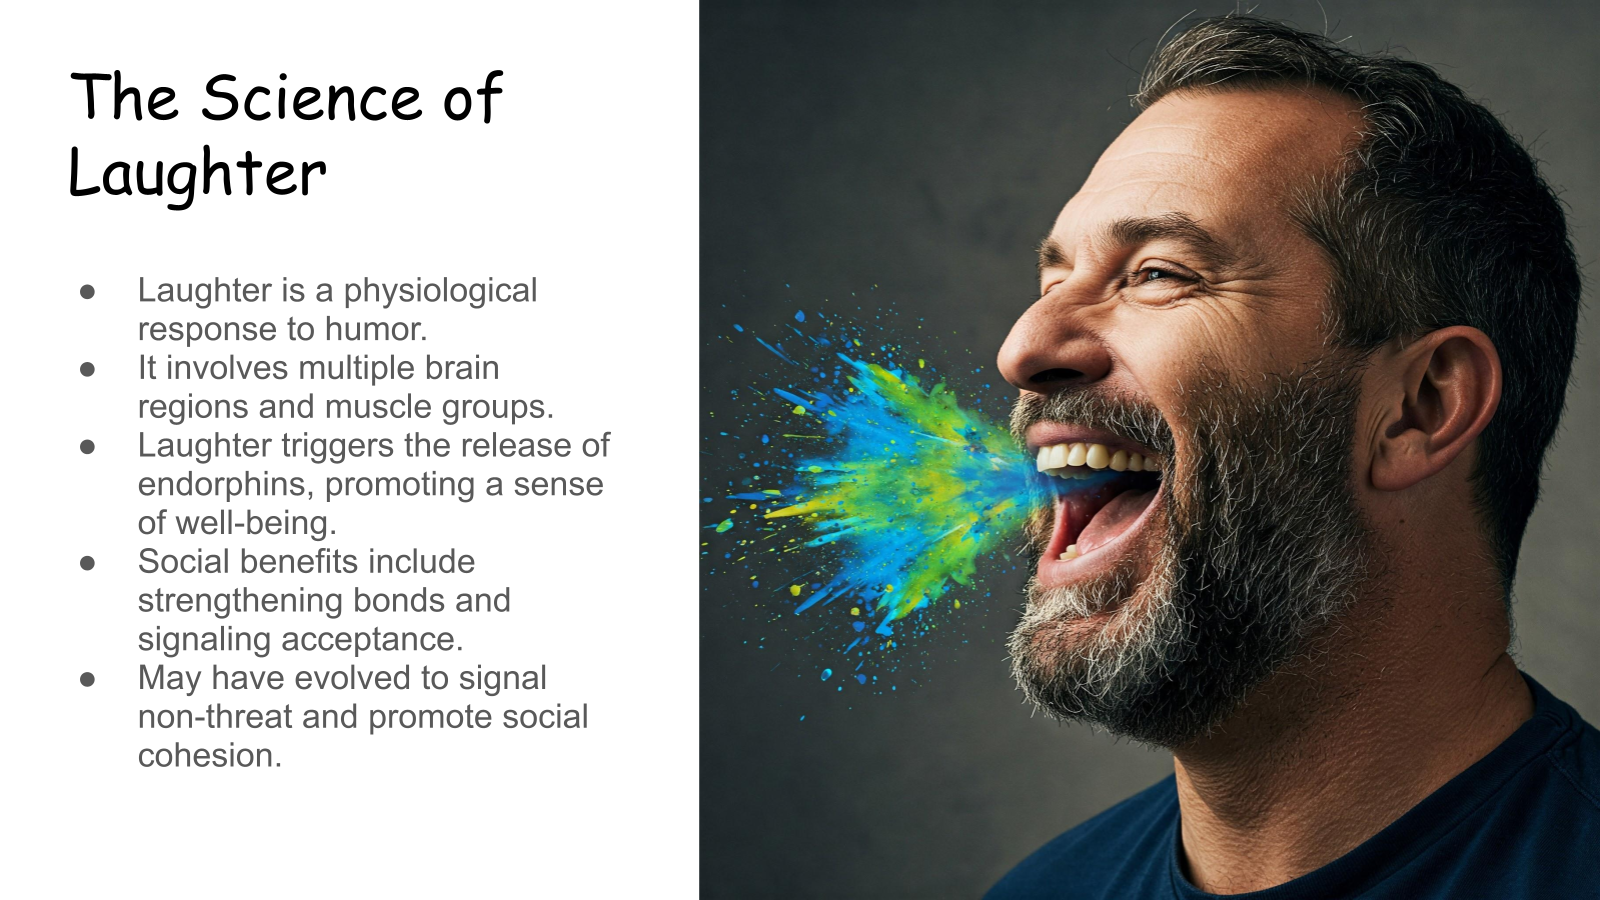 The Science of
Laughter
● Laughter is a physiological
response to humor.
● It involves multiple brain
regions and muscle groups.
● Laughter triggers the release of
endorphins, promoting a sense
of well-being.
● Social benefits include
strengthening bonds and
signaling acceptance.
● May have evolved to signal
non-threat and promote social
cohesion.